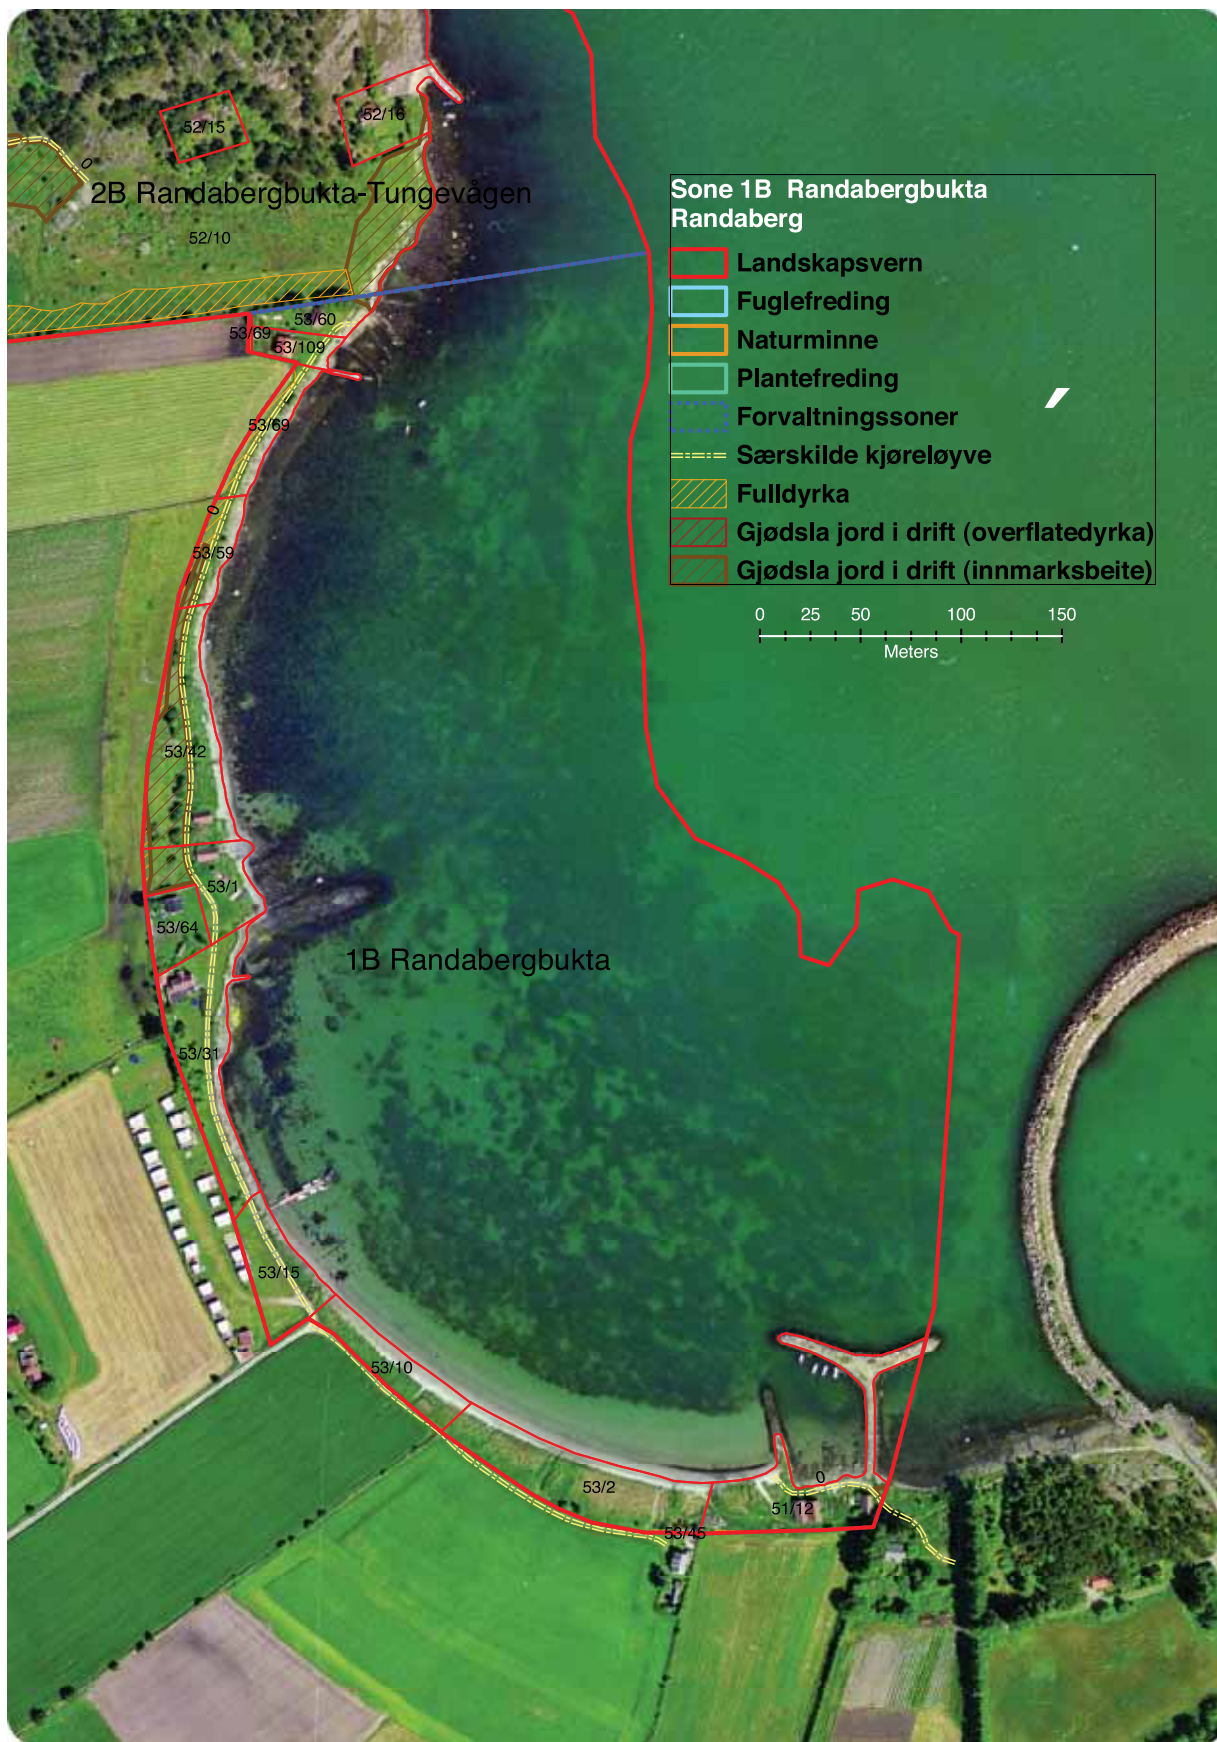 52/15
52/16
0
2B Randabergbukta-Tungevågen
52/10
Sone 1B Randabergbukta
Randaberg
Landskapsvern
Fuglefreding
Naturminne
Plantefreding
Forvaltningssoner
Særskilde kjøreløyve
Fulldyrka
Gjødsla jord i drift (overflatedyrka)
Gjødsla jord i drift (innmarksbeite)
0 25 50 100 150
Meters
53/60
53/69
53/109
53/69
0
53/59
53/42
53/1
53/64
1B Randabergbukta
53/31
53/15
53/10
53/2
0
51/12
53/45